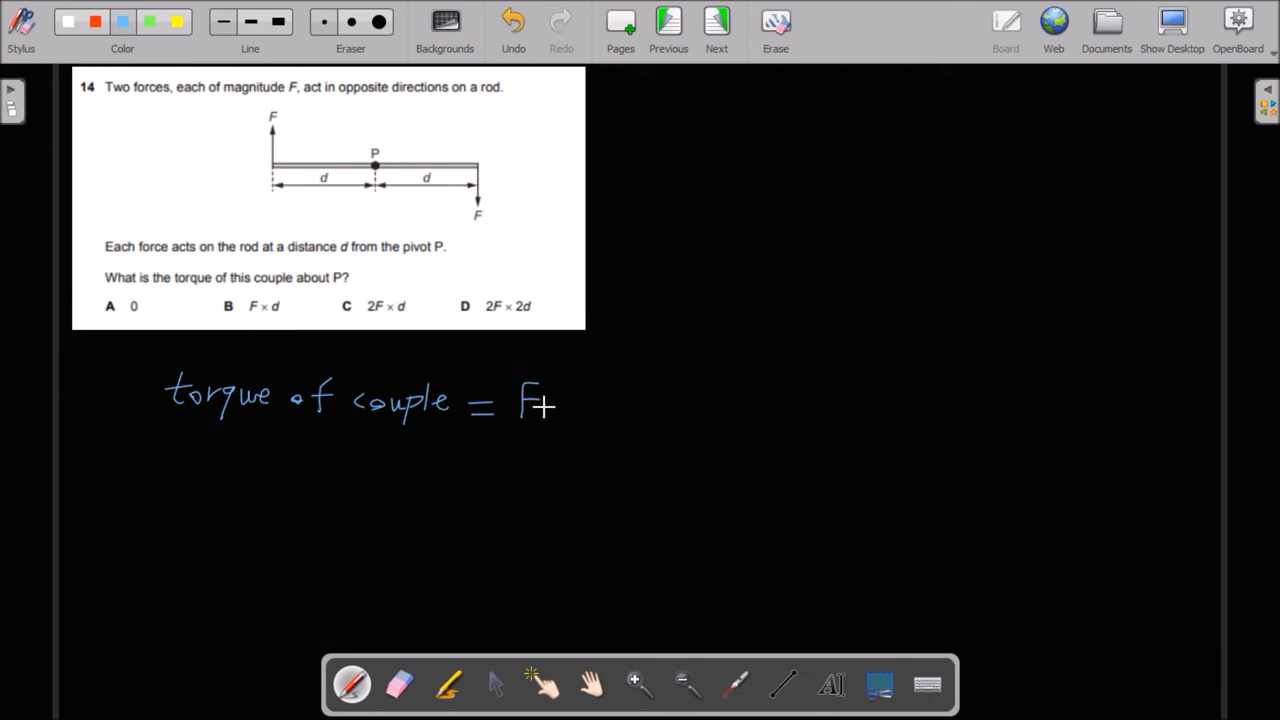 Stylus Color Line Eraser Backgrounds Undo Redo Pages Previous Next Erase Board Web Documents Show Desktop OpenBoard
14 Two forces, each of magnitude F, act in opposite directions on a rod.
F
P
d d
F
Each force acts on the rod at a distance d from the pivot P.
What is the torque of this couple about P?
A 0 B F × d C 2F × d D 2F × 2d
torque of couple = F
AI